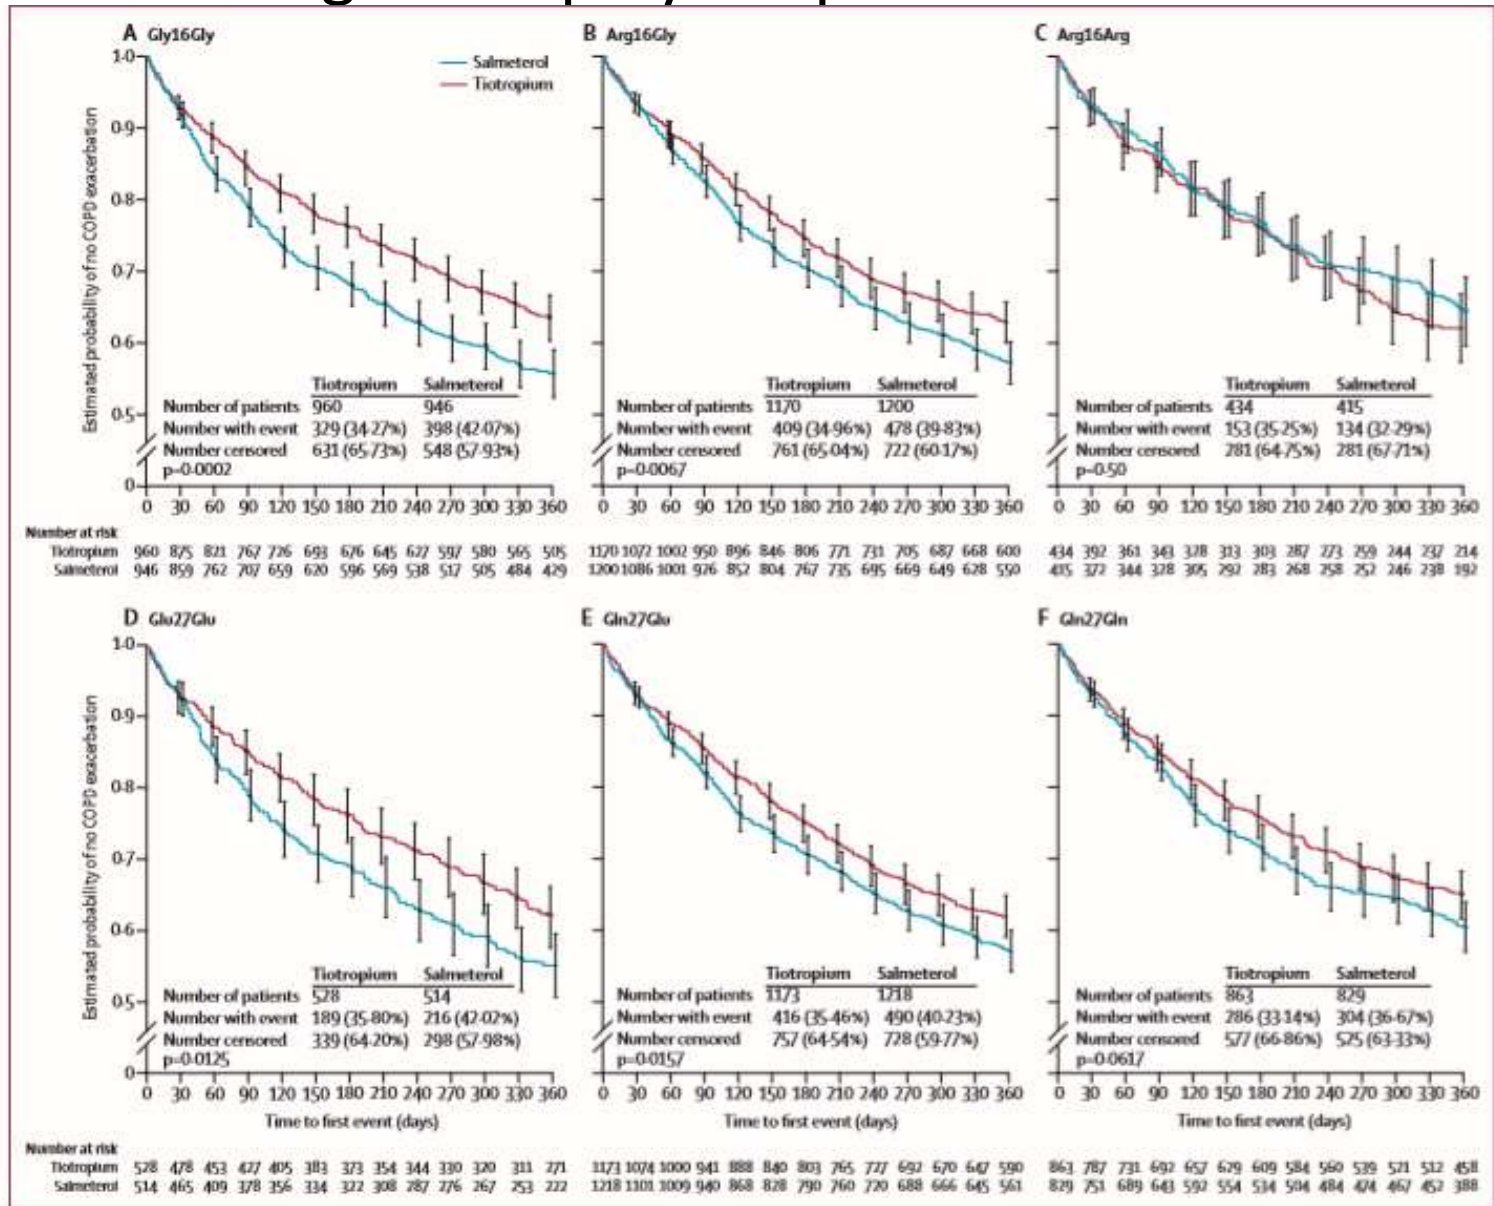 A Gly16Gly
B Arg16Gly
C Arg16Arg
Salmeterol
Tiotropium
Estimated probability of no COPD exacerbation
1·0
0·9
0·8
0·7
0·6
0·5
0
Tiotropium Salmeterol
Number of patients 960 946
Number with event 329 (34·27%) 398 (42·07%)
Number censored 631 (65·73%) 548 (57·93%)
p=0·0002
0 30 60 90 120 150 180 210 240 270 300 330 360
Tiotropium Salmeterol
Number of patients 1170 1200
Number with event 409 (34·96%) 478 (39·83%)
Number censored 761 (65·04%) 722 (60·17%)
p=0·0067
0 30 60 90 120 150 180 210 240 270 300 330 360
Tiotropium Salmeterol
Number of patients 434 415
Number with event 153 (35·25%) 134 (32·29%)
Number censored 281 (64·75%) 281 (67·71%)
p=0·50
0 30 60 90 120 150 180 210 240 270 300 330 360
Number at risk
Tiotropium 960 875 821 767 726 693 676 645 627 597 580 565 505 1170 1072 1002 950 896 846 806 771 731 705 687 668 600 434 392 361 343 328 313 303 287 273 259 244 237 214
Salmeterol 946 859 762 707 659 620 596 569 538 517 505 484 429 1200 1086 1001 926 852 804 767 735 695 669 649 628 550 415 372 344 328 305 292 283 268 258 252 246 238 192
D Glu27Glu
E Gln27Glu
F Gln27Gln
Estimated probability of no COPD exacerbation
1·0
0·9
0·8
0·7
0·6
0·5
0
Tiotropium Salmeterol
Number of patients 528 514
Number with event 189 (35·80%) 216 (42·02%)
Number censored 339 (64·20%) 298 (57·98%)
p=0·0125
0 30 60 90 120 150 180 210 240 270 300 330 360
Time to first event (days)
Tiotropium Salmeterol
Number of patients 1173 1218
Number with event 416 (35·46%) 490 (40·23%)
Number censored 757 (64·54%) 728 (59·77%)
p=0·0157
0 30 60 90 120 150 180 210 240 270 300 330 360
Time to first event (days)
Tiotropium Salmeterol
Number of patients 863 829
Number with event 286 (33·14%) 304 (36·67%)
Number censored 577 (66·86%) 525 (63·33%)
p=0·0617
0 30 60 90 120 150 180 210 240 270 300 330 360
Time to first event (days)
Number at risk
Tiotropium 528 478 453 427 405 383 373 354 344 330 320 311 271 1173 1074 1000 941 888 840 803 765 727 692 670 647 590 863 787 731 692 657 629 609 584 560 539 521 512 458
Salmeterol 514 465 409 378 356 334 322 308 287 276 267 253 222 1218 1101 1009 940 868 828 790 760 720 688 666 645 561 829 751 689 643 592 554 534 504 484 474 467 452 388